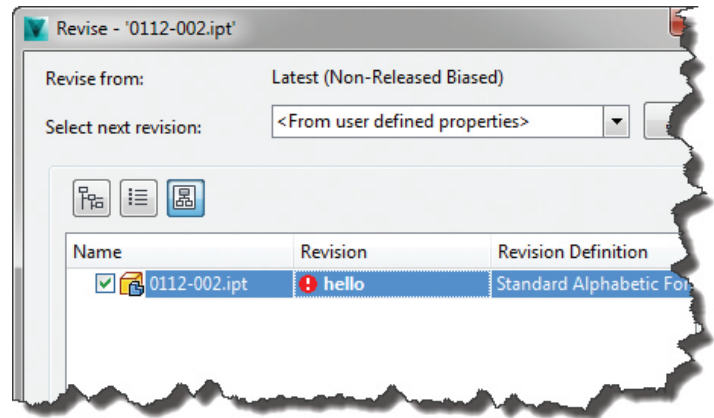 Revise - '0112-002.ipt'
Revise from: Latest (Non-Released Biased)
Select next revision: <From user defined properties>
Name Revision Revision Definition
0112-002.ipt hello Standard Alphabetic For